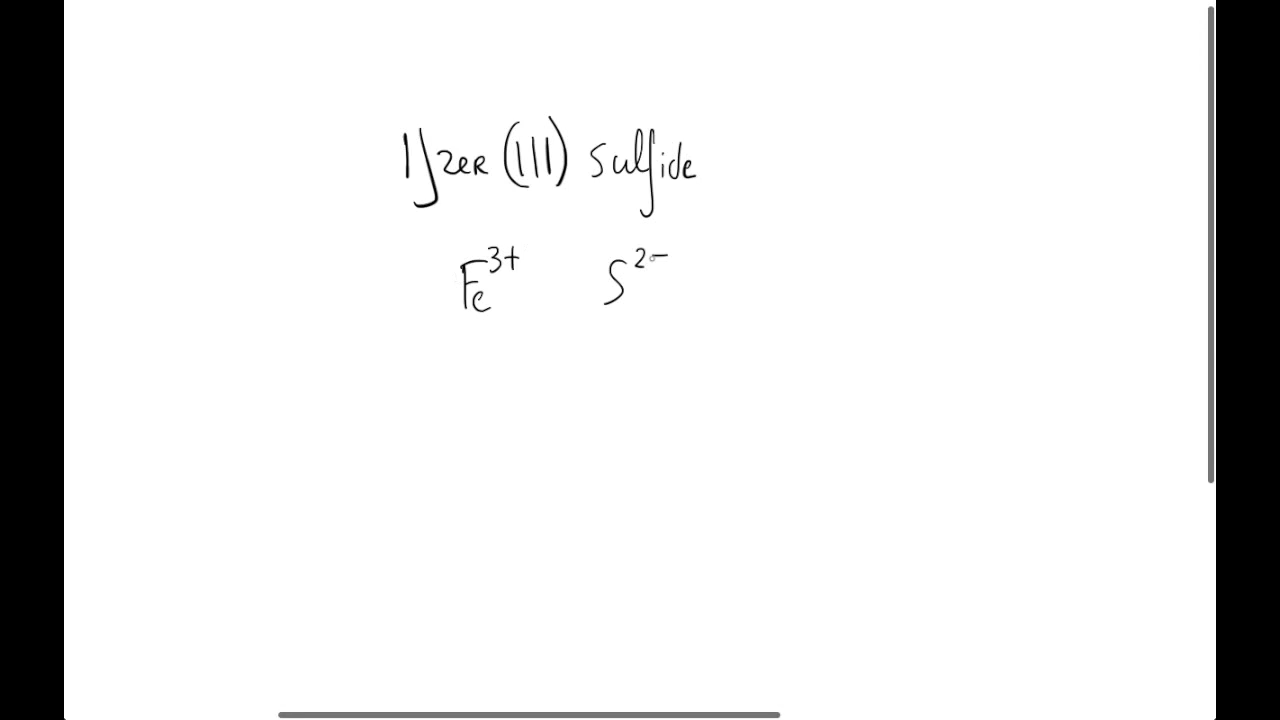 IJzer (III) Sulfide
Fe³⁺ S²⁻